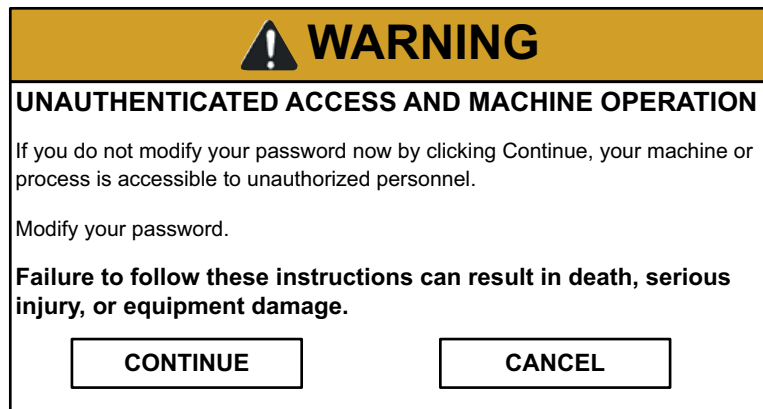 WARNING
UNAUTHENTICATED ACCESS AND MACHINE OPERATION
If you do not modify your password now by clicking Continue, your machine or
process is accessible to unauthorized personnel.
Modify your password.
Failure to follow these instructions can result in death, serious
injury, or equipment damage.
CONTINUE CANCEL